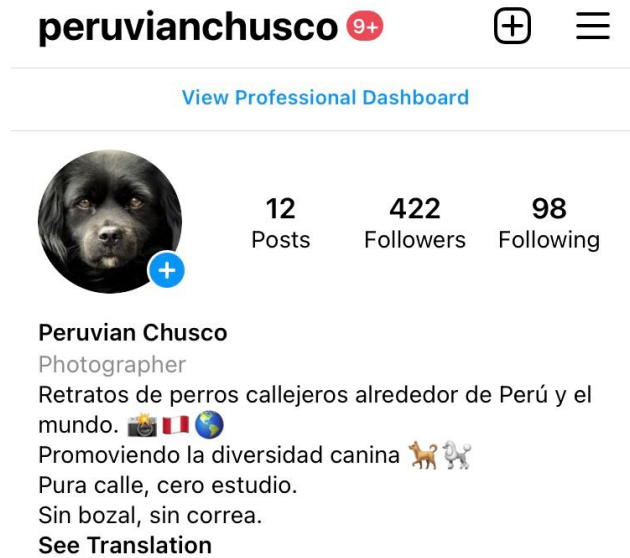 peruvianchusco 9+
View Professional Dashboard
12 422 98
Posts Followers Following
Peruvian Chusco
Photographer
Retratos de perros callejeros alrededor de Perú y el
mundo. 📸🇵🇪🌎
Promoviendo la diversidad canina 🐕🐩
Pura calle, cero estudio.
Sin bozal, sin correa.
See Translation